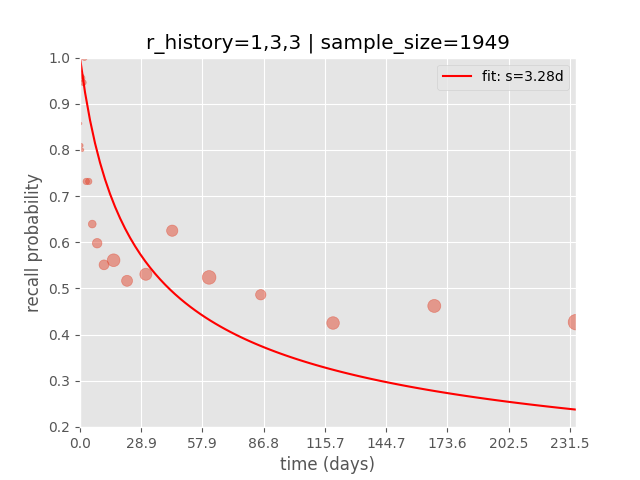 r_history=1,3,3 | sample_size=1949
fit: s=3.28d
recall probability
1.0
0.9
0.8
0.7
0.6
0.5
0.4
0.3
0.2
0.0 28.9 57.9 86.8 115.7 144.7 173.6 202.5 231.5
time (days)